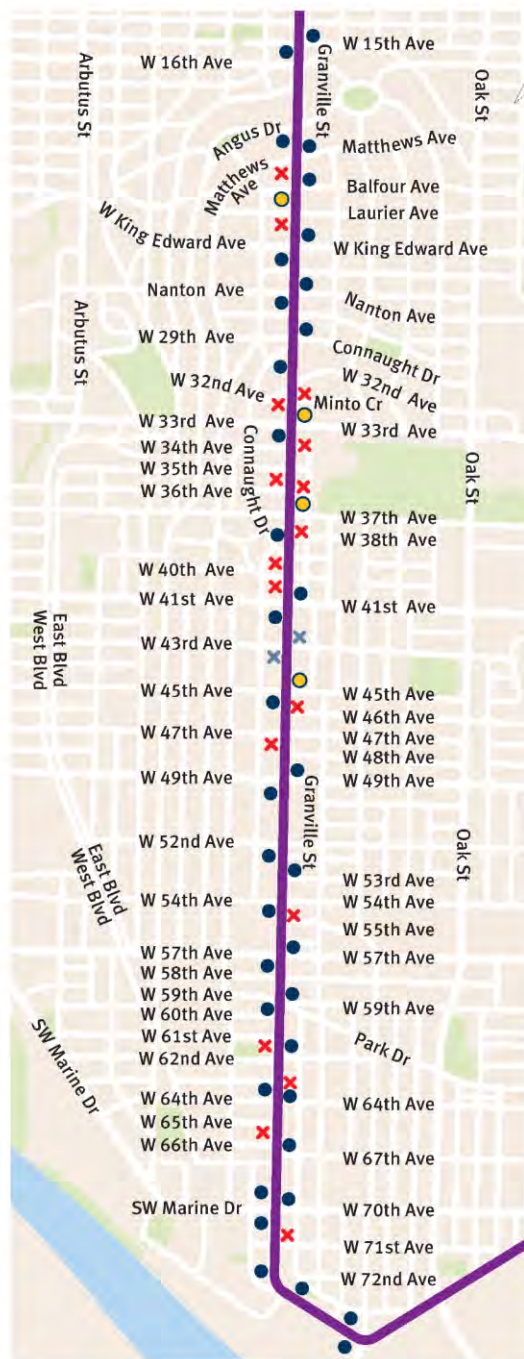 W 15th Ave
W 16th Ave
Arbutus St
Granville St
Oak St
Angus Dr
Matthews Ave
Matthews
Ave
Balfour Ave
Laurier Ave
W King Edward Ave
W King Edward Ave
Nanton Ave
Nanton Ave
Arbutus St
W 29th Ave
Connaught Dr
W 32nd Ave
W 32nd Ave
Minto Cr
W 33rd Ave
W 33rd Ave
W 34th Ave
W 35th Ave
W 36th Ave
Connaught Dr
Oak St
W 37th Ave
W 38th Ave
W 40th Ave
W 41st Ave
W 41st Ave
East Blvd
West Blvd
W 43rd Ave
W 45th Ave
W 45th Ave
W 46th Ave
W 47th Ave
W 47th Ave
W 48th Ave
W 49th Ave
W 49th Ave
Granville St
W 52nd Ave
Oak St
East Blvd
West Blvd
W 53rd Ave
W 54th Ave
W 54th Ave
W 55th Ave
W 57th Ave
W 57th Ave
W 58th Ave
W 59th Ave
W 60th Ave
W 59th Ave
W 61st Ave
W 62nd Ave
Park Dr
SW Marine Dr
W 64th Ave
W 64th Ave
W 65th Ave
W 66th Ave
W 67th Ave
SW Marine Dr
W 70th Ave
W 71st Ave
W 72nd Ave